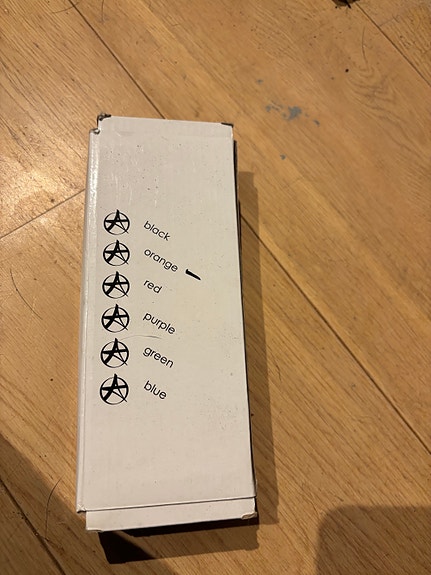 black
orange
red
purple
green
blue